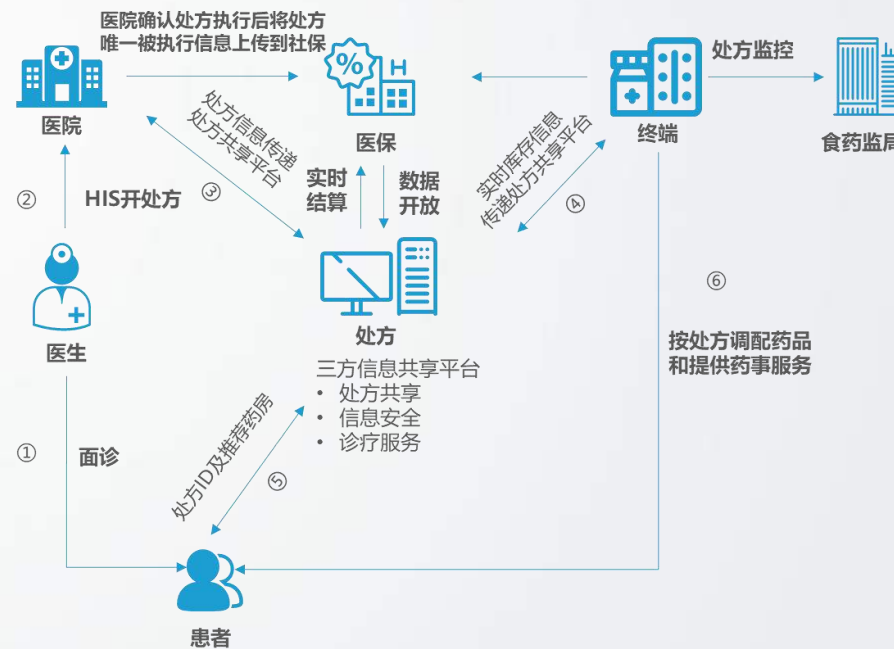 医院确认处方执行后将处方
唯一被执行信息上传到社保
医院
医保
终端
处方监控
食药监局
处方信息传递
处方共享平台
③
实时
结算
数据
开放
实时库存信息
传递处方共享平台
④
②
HIS开处方
医生
处方
三方信息共享平台
• 处方共享
• 信息安全
• 诊疗服务
⑥
按处方调配药品
和提供药事服务
①
面诊
处方ID及推荐药房
⑤
患者